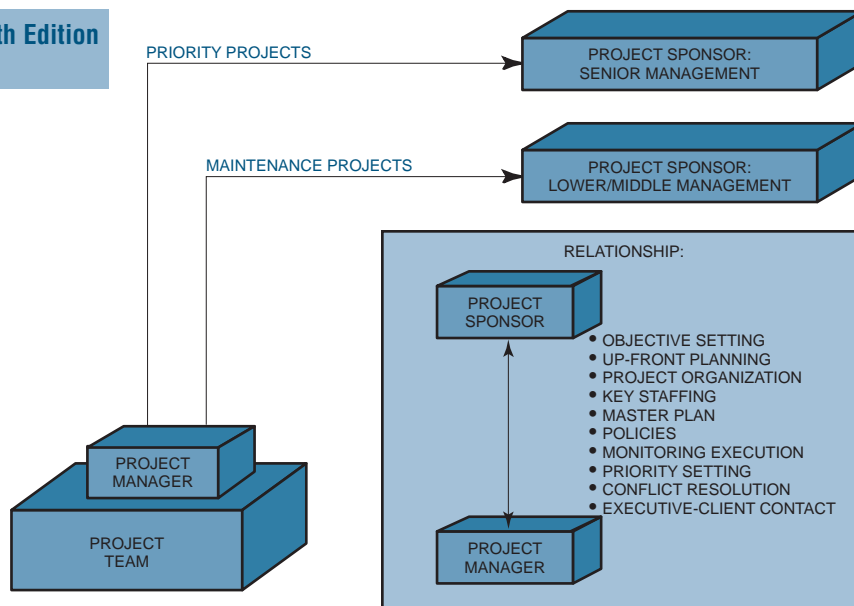 th Edition
PRIORITY PROJECTS
PROJECT SPONSOR:
SENIOR MANAGEMENT
MAINTENANCE PROJECTS
PROJECT SPONSOR:
LOWER/MIDDLE MANAGEMENT
RELATIONSHIP:
PROJECT
SPONSOR
• OBJECTIVE SETTING
• UP-FRONT PLANNING
• PROJECT ORGANIZATION
• KEY STAFFING
• MASTER PLAN
• POLICIES
• MONITORING EXECUTION
• PRIORITY SETTING
• CONFLICT RESOLUTION
• EXECUTIVE-CLIENT CONTACT
PROJECT
MANAGER
PROJECT
MANAGER
PROJECT
TEAM